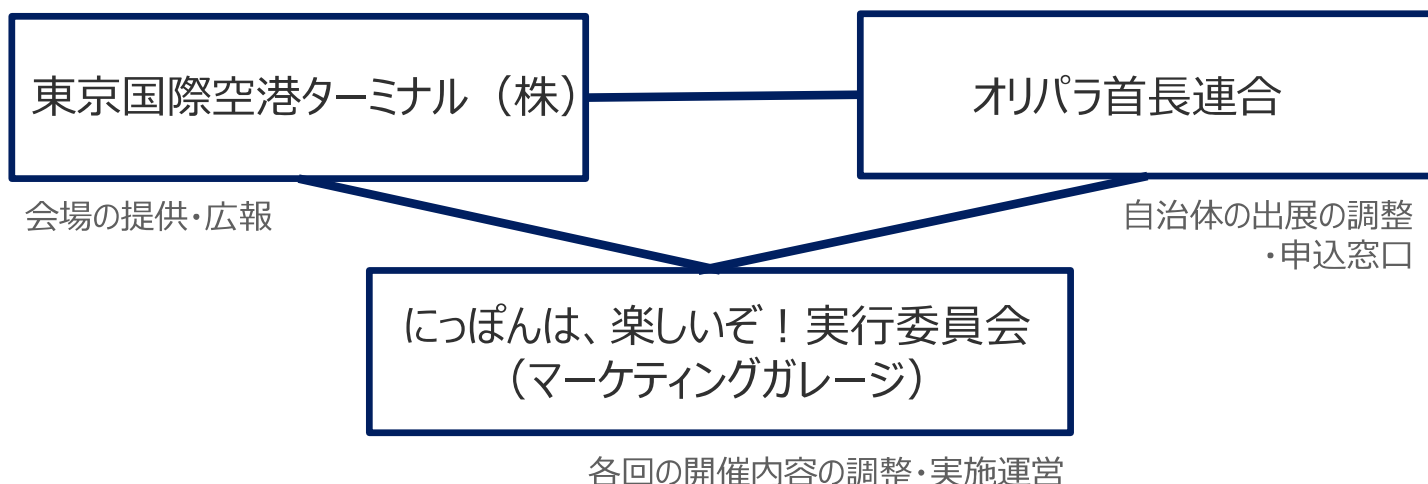 東京国際空港ターミナル（株）
オリパラ首長連合
会場の提供・広報
自治体の出展の調整
・申込窓口
にっぽんは、楽しいぞ！実行委員会
（マーケティングガレージ）
各回の開催内容の調整・実施運営